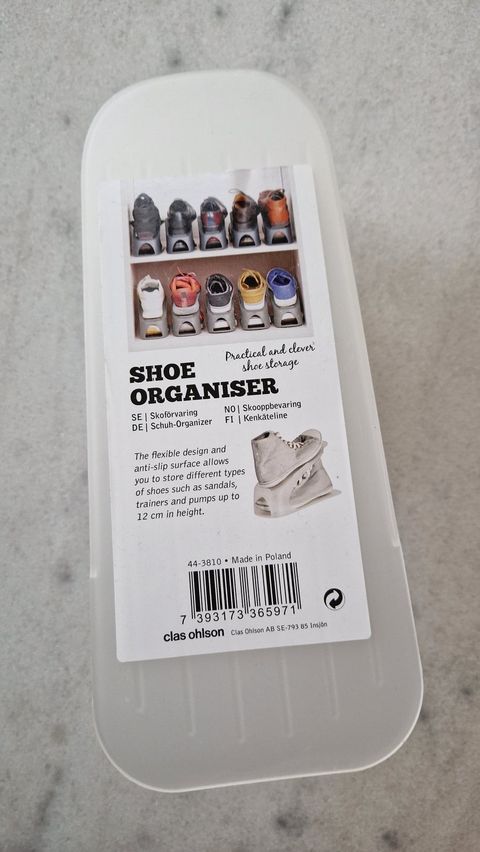 Practical and clever
shoe storage
SHOE
ORGANISER
SE | Skoförvaring
DE | Schuh-Organizer
NO | Skooppbevaring
FI | Kenkäteline
The flexible design and
anti-slip surface allows
you to store different types
of shoes such as sandals,
trainers and pumps up to
12 cm in height.
44-3810 • Made in Poland
7 393173 365971
clas ohlson Clas Ohlson AB SE-793 85 Insjön